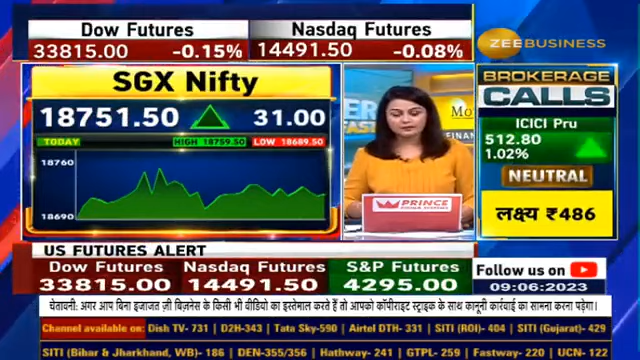 Dow Futures
33815.00 -0.15%
Nasdaq Futures
14491.50 -0.08%
ZEE BUSINESS
SGX Nifty
18751.50 31.00
TODAY HIGH 18759.50 LOW 18689.50
18760
18690
PRINCE
BROKERAGE
CALLS
ICICI Pru
512.80
1.02%
NEUTRAL
लक्ष्य ₹486
US FUTURES ALERT
Dow Futures Nasdaq Futures S&P Futures
33815.00 14491.50 4295.00
Follow us on
09:06:2023
चेतावनी: अगर आप बिना इजाजत ज़ी बिज़नेस के किसी भी वीडियो का इस्तेमाल करते हैं तो आपको कॉपीराइट स्ट्राइक के साथ कानूनी कार्रवाई का सामना करना पड़ेगा।
Channel available on: Dish TV- 731 | D2H-343 | Tata Sky-590 | Airtel DTH- 331 | SITI (ROI) - 404 | SITI (Gujarat) - 429
SITI (Bihar & Jharkhand, WB)- 186 | DEN-355/356 | Hathway- 241 | GTPL- 259 | Fastway- 220 | UCN- 122